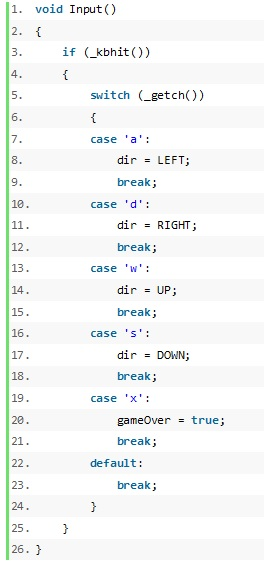 1. void Input()
2. {
3.     if (_kbhit())
4.     {
5.         switch (_getch())
6.         {
7.         case 'a':
8.             dir = LEFT;
9.             break;
10.         case 'd':
11.             dir = RIGHT;
12.             break;
13.         case 'w':
14.             dir = UP;
15.             break;
16.         case 's':
17.             dir = DOWN;
18.             break;
19.         case 'x':
20.             gameOver = true;
21.             break;
22.         default:
23.             break;
24.         }
25.     }
26. }